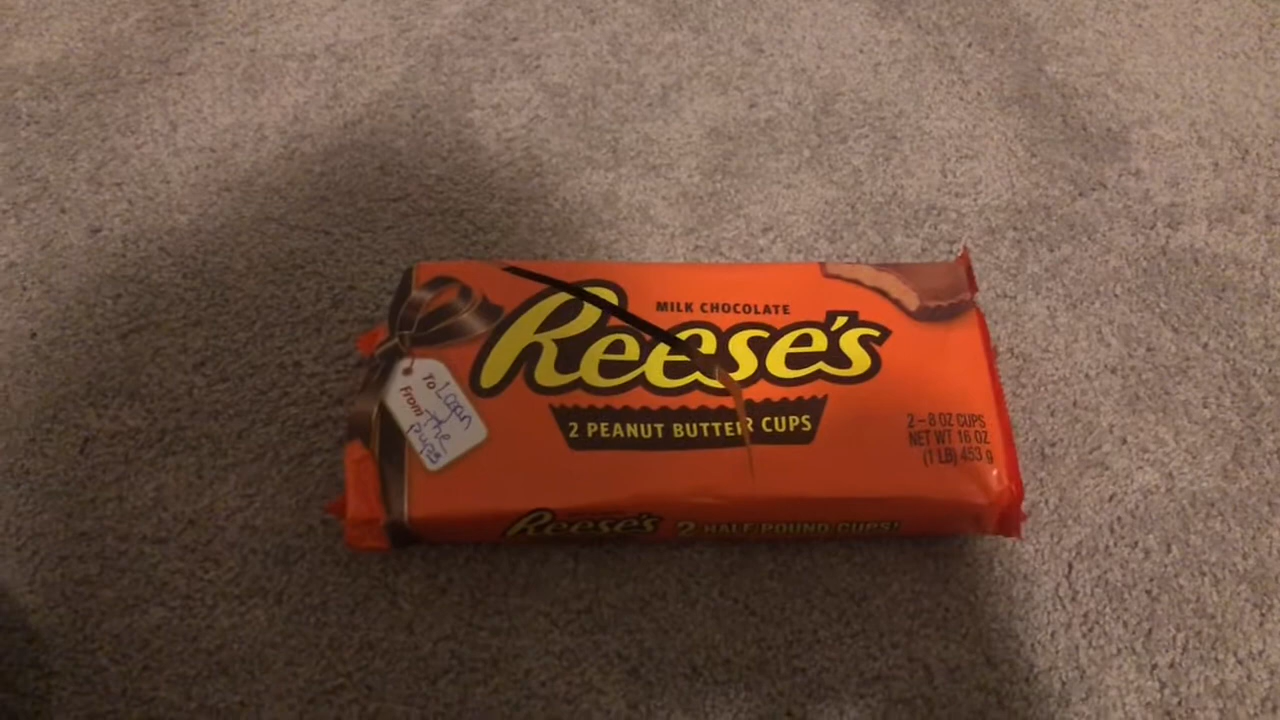 MILK CHOCOLATE
Reese's
2 PEANUT BUTTER CUPS
To Logan
From The
pups
2-8 OZ CUPS
NET WT 16 OZ
(1 LB) 453 g
Reese's 2 HALF-POUND CUPS!